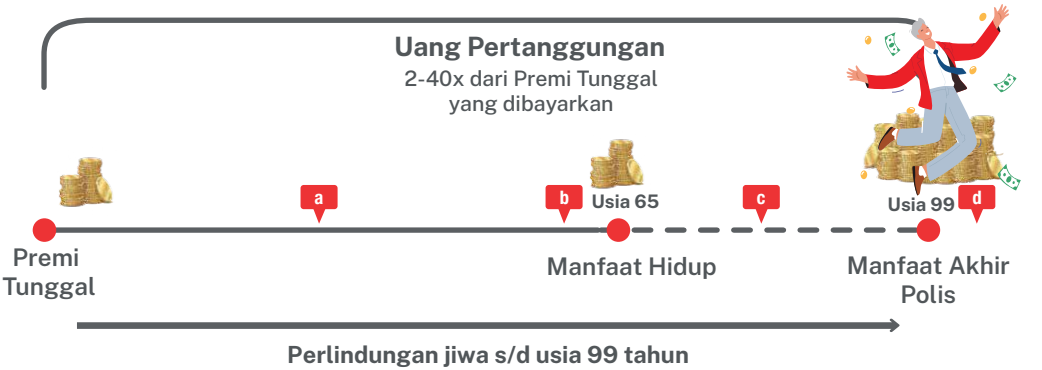 Uang Pertanggungan
2-40x dari Premi Tunggal
yang dibayarkan
a
b
Usia 65
c
Usia 99
d
Premi
Tunggal
Manfaat Hidup
Manfaat Akhir
Polis
Perlindungan jiwa s/d usia 99 tahun